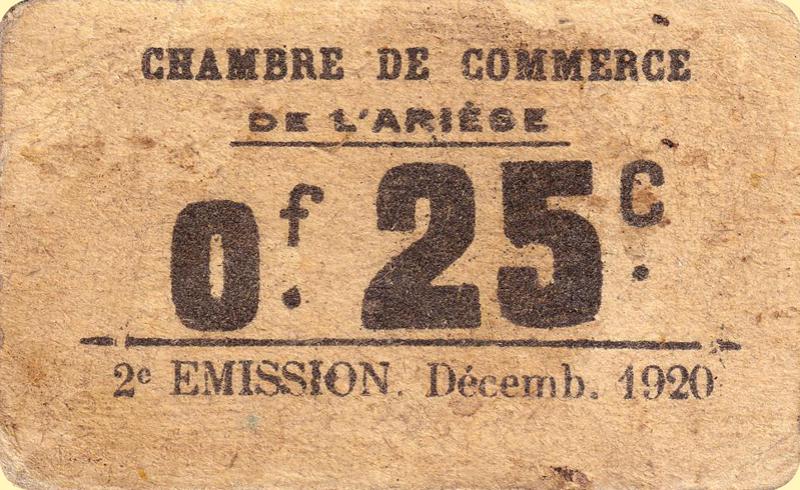 CHAMBRE DE COMMERCE
DE L'ARIÈGE
0f. 25c.
2e EMISSION. Décemb. 1920